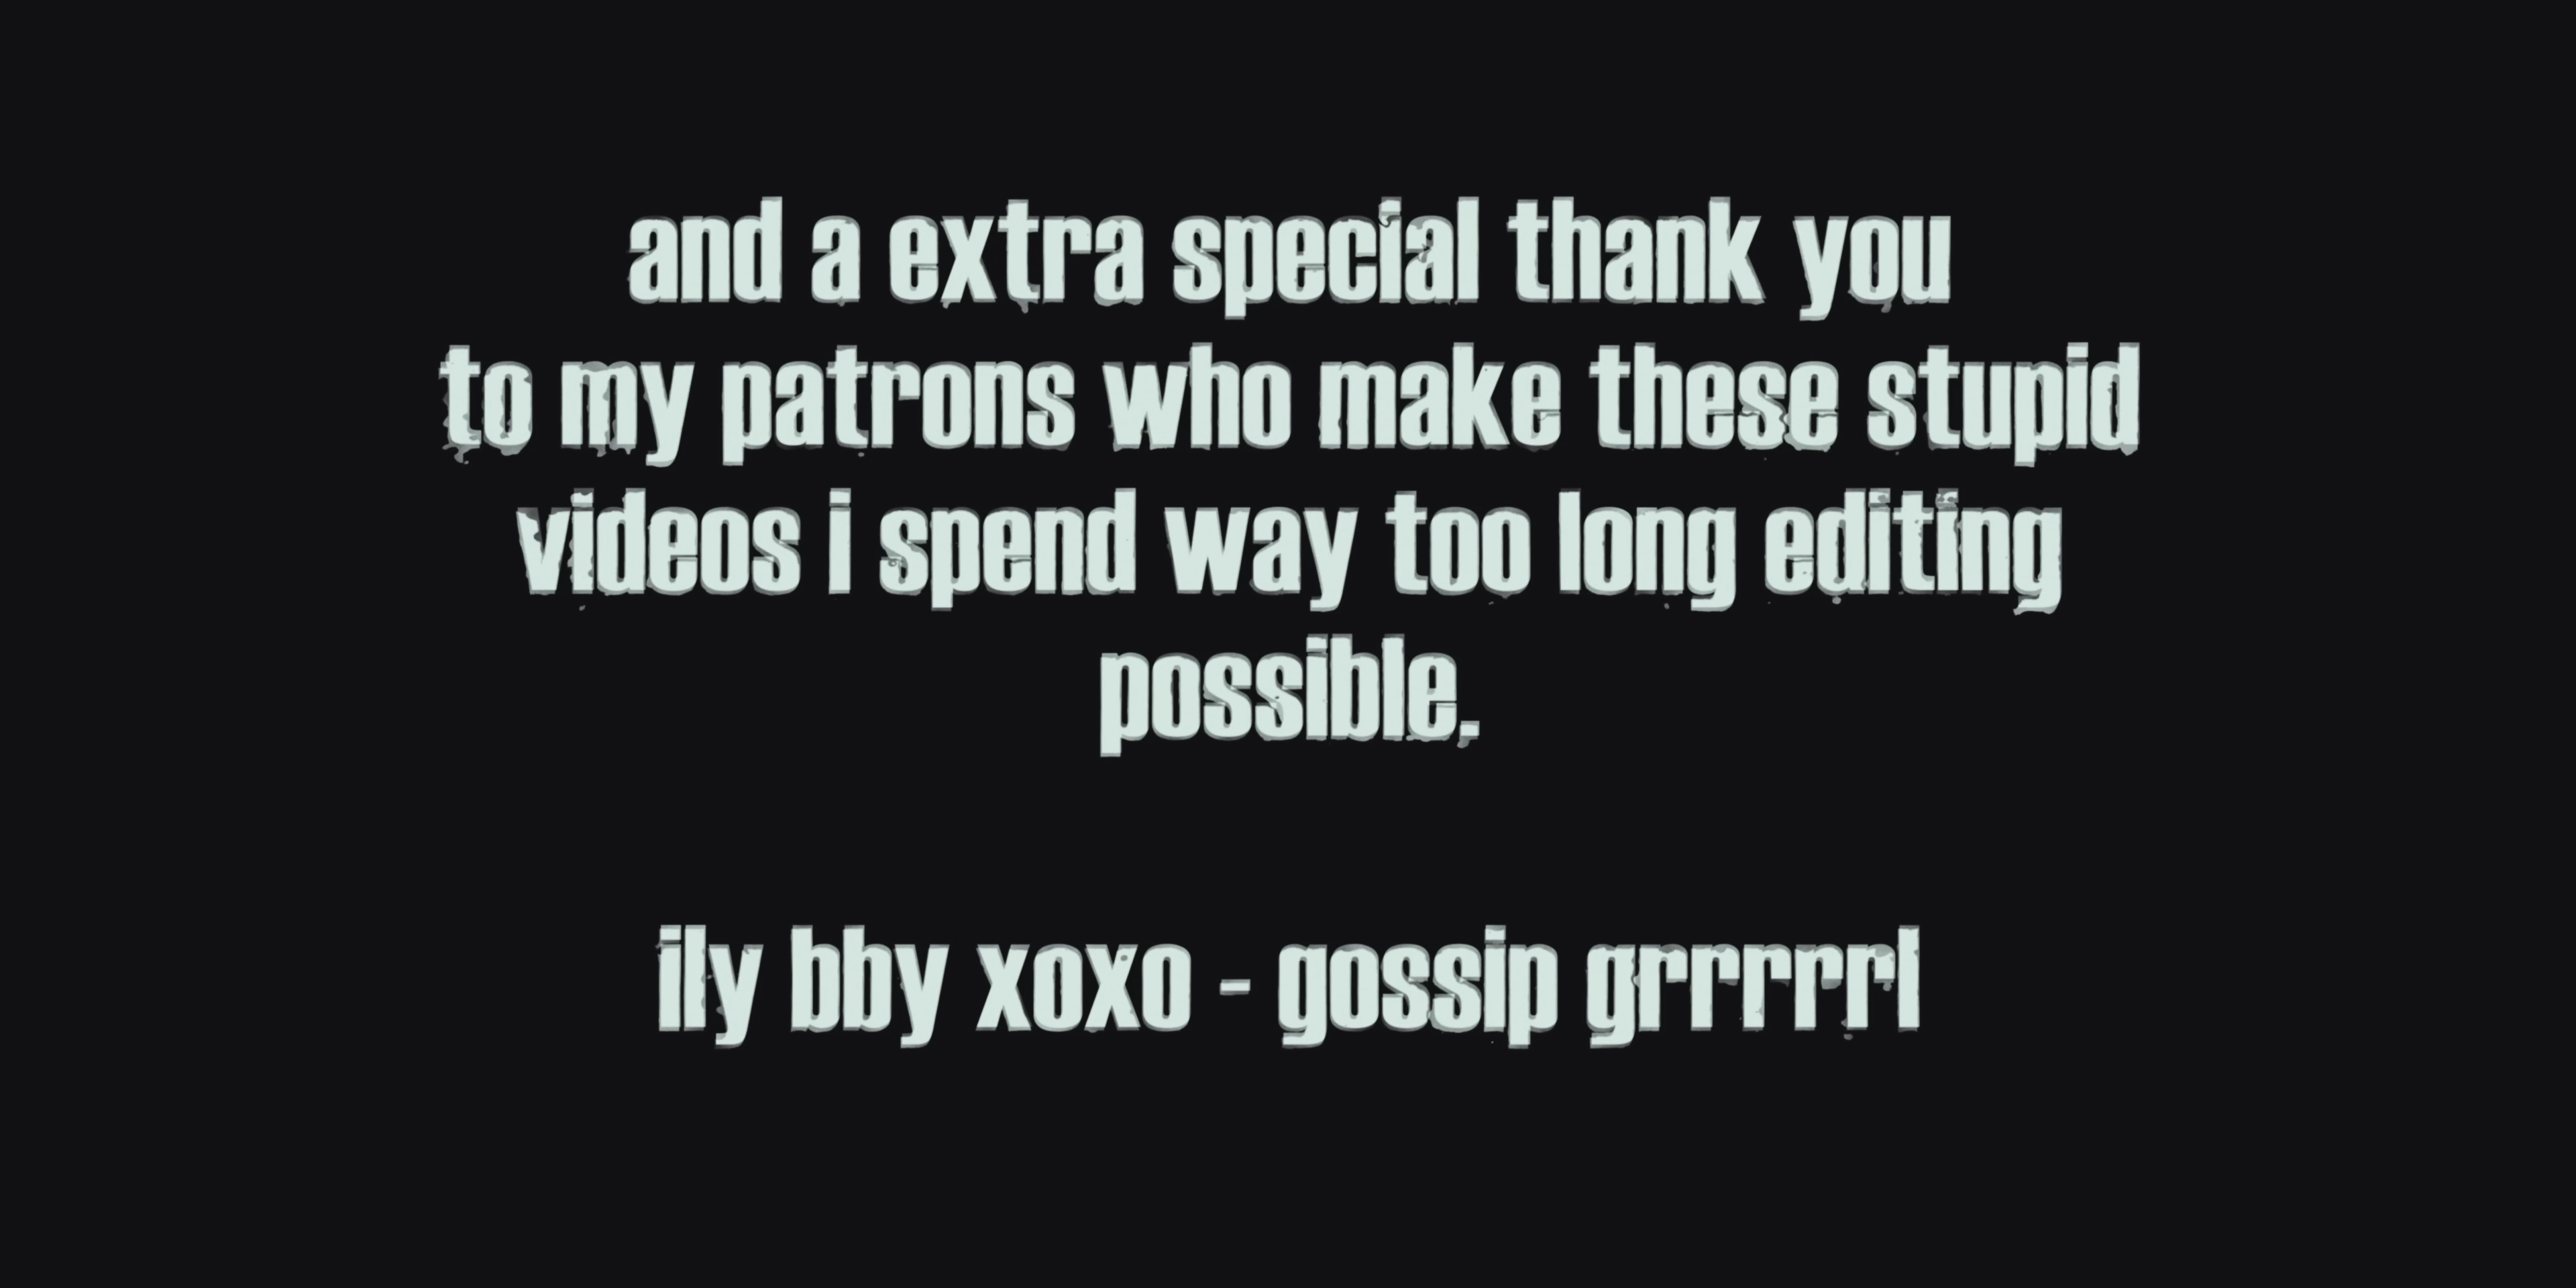 and a extra special thank you
to my patrons who make these stupid
videos i spend way too long editing
possible.
ily bby xoxo - gossip grrrrrl